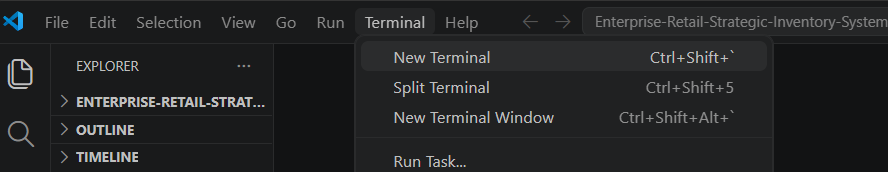 File Edit Selection View Go Run Terminal Help Enterprise-Retail-Strategic-Inventory-System
EXPLORER ...
New Terminal Ctrl+Shift+`
Split Terminal Ctrl+Shift+5
ENTERPRISE-RETAIL-STRAT...
New Terminal Window Ctrl+Shift+Alt+`
OUTLINE
TIMELINE
Run Task...